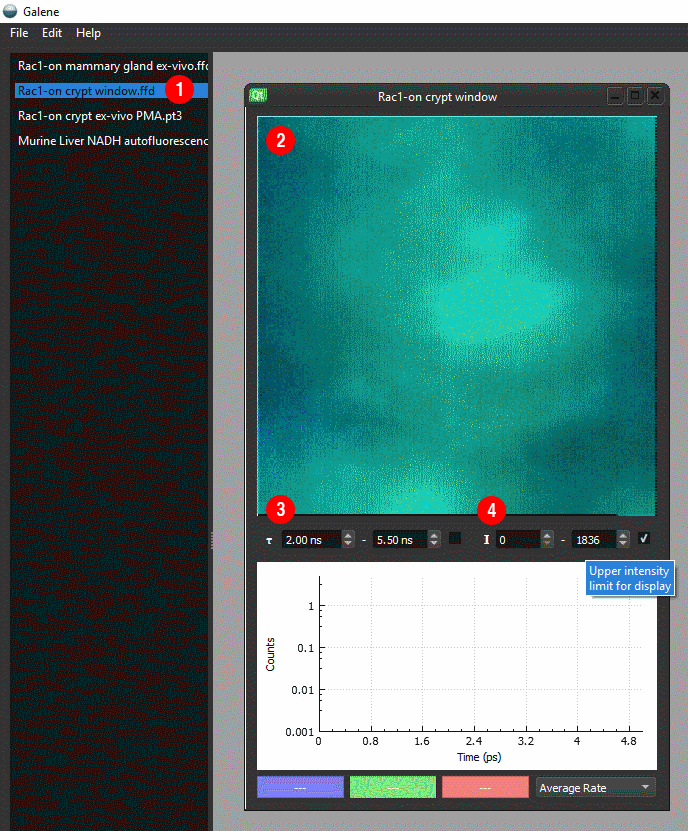 Galene
File Edit Help
Rac1-on mammary gland ex-vivo.ffd
Rac1-on crypt window.ffd
1
Rac1-on crypt ex-vivo PMA.pt3
Murine Liver NADH autofluorescenc
Qt
Rac1-on crypt window
2
3
4
τ 2.00 ns - 5.50 ns
I 0 - 1836
Upper intensity
limit for display
Counts
1
0.1
0.01
0.001
0 0.8 1.6 2.4 3.2 4 4.8
Time (ps)
--- --- --- Average Rate